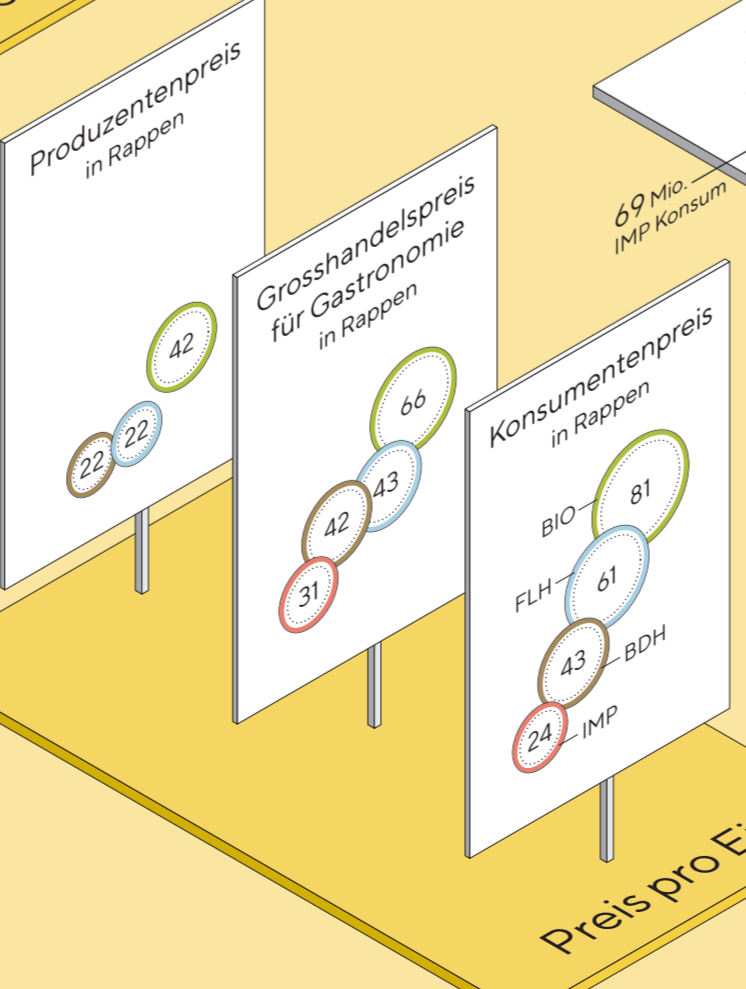 Produzentenpreis
in Rappen
42
22
22
Grosshandelspreis
für Gastronomie
in Rappen
66
43
42
31
69 Mio.
IMP Konsum
Konsumentenpreis
in Rappen
BIO
81
FLH
61
43
BDH
24
IMP
Preis pro